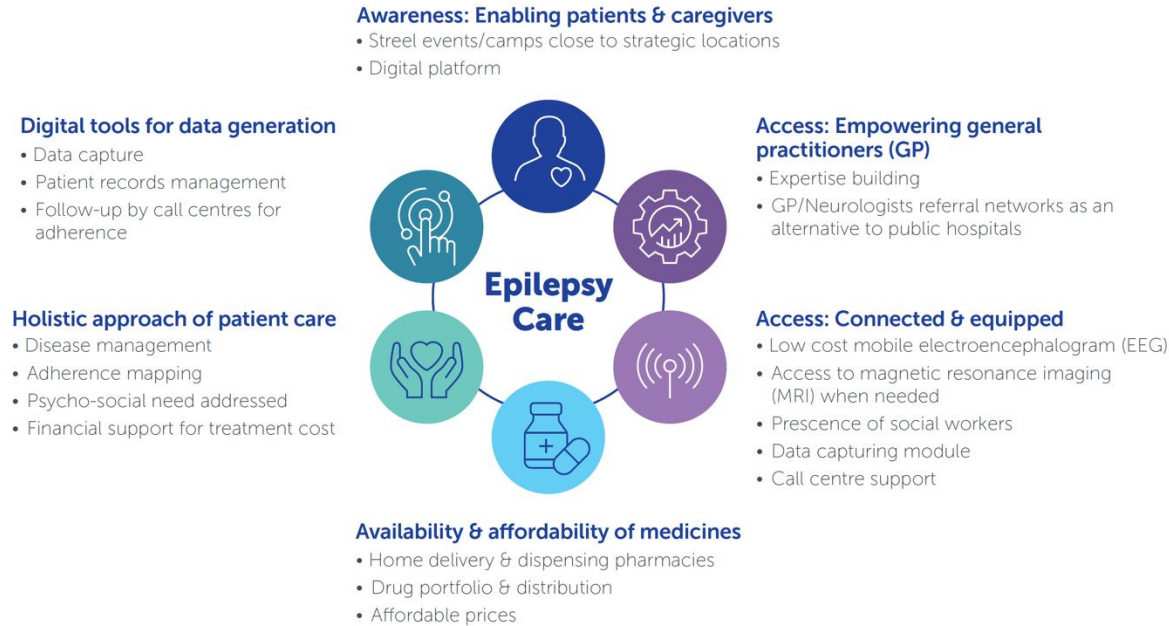 Awareness: Enabling patients & caregivers
• Streel events/camps close to strategic locations
• Digital platform
Digital tools for data generation
• Data capture
• Patient records management
• Follow-up by call centres for
adherence
Access: Empowering general
practitioners (GP)
• Expertise building
• GP/Neurologists referral networks as an
alternative to public hospitals
Epilepsy
Care
Holistic approach of patient care
• Disease management
• Adherence mapping
• Psycho-social need addressed
• Financial support for treatment cost
Access: Connected & equipped
• Low cost mobile electroencephalogram (EEG)
• Access to magnetic resonance imaging
(MRI) when needed
• Prescence of social workers
• Data capturing module
• Call centre support
Availability & affordability of medicines
• Home delivery & dispensing pharmacies
• Drug portfolio & distribution
• Affordable prices